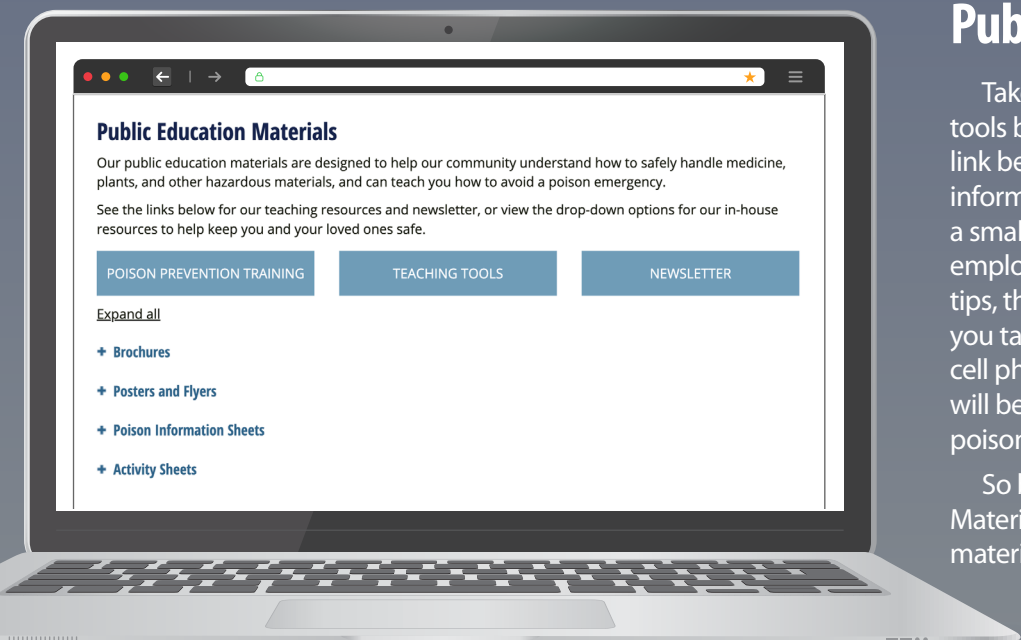 Public Education Materials
Our public education materials are designed to help our community understand how to safely handle medicine,
plants, and other hazardous materials, and can teach you how to avoid a poison emergency.
See the links below for our teaching resources and newsletter, or view the drop-down options for our in-house
resources to help keep you and your loved ones safe.
POISON PREVENTION TRAINING
TEACHING TOOLS
NEWSLETTER
Expand all
+ Brochures
+ Posters and Flyers
+ Poison Information Sheets
+ Activity Sheets
Pub
Tak
tools b
link be
inform
a smal
emplo
tips, th
you ta
cell ph
will be
poison
So
Materi
materi